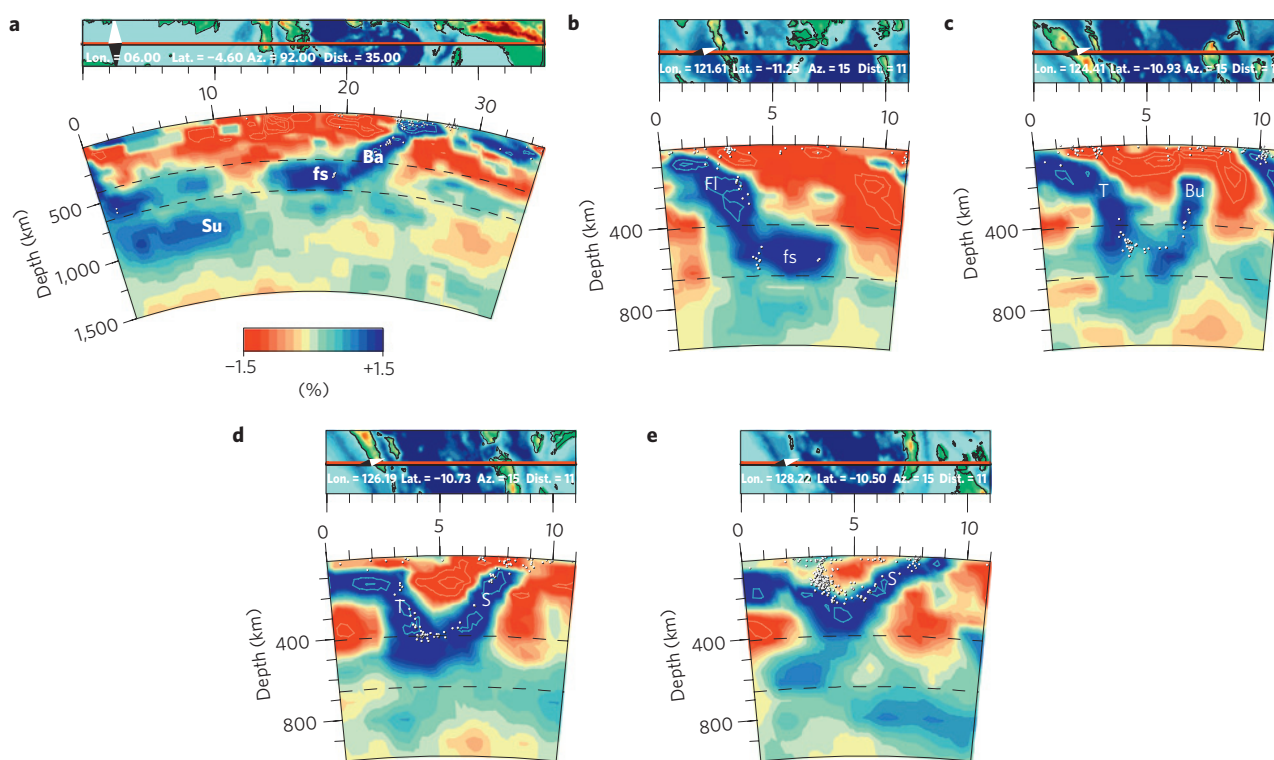 a
Lon. = 06.00 Lat. = −4.60 Az. = 92.00 Dist. = 35.00
10 20 30
0
500
1,000
1,500
Depth (km)
Ba
fs
Su
−1.5 +1.5
(%)
b
Lon. = 121.61 Lat. = −11.25 Az. = 15 Dist. = 11
0 5 10
400
800
Depth (km)
Fl
fs
c
Lon. = 124.41 Lat. = −10.93 Az. = 15 Dist. = 1
0 5 10
400
800
Depth (km)
T Bu
d
Lon. = 126.19 Lat. = −10.73 Az. = 15 Dist. = 11
0 5 10
400
800
Depth (km)
T S
e
Lon. = 128.22 Lat. = −10.50 Az. = 15 Dist. = 11
0 5 10
400
800
Depth (km)
S